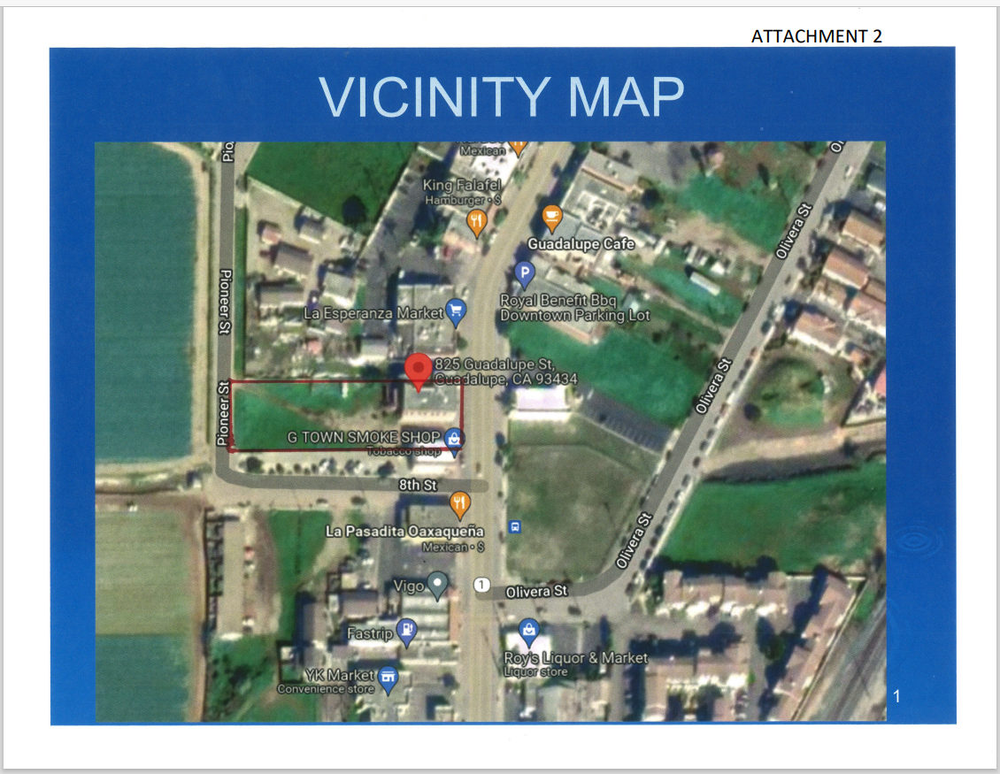 ATTACHMENT 2
VICINITY MAP
Pio
Mexican
King Falafel
Hamburger • $
Guadalupe Cafe
Olivera St
P
Royal Benefit Bbq
Downtown Parking Lot
Pioneer St
La Esperanza Market
825 Guadalupe St,
Guadalupe, CA 93434
Olivera St
Pioneer St
G TOWN SMOKE SHOP
Tobacco shop
8th St
La Pasadita Oaxaqueña
Mexican • $
Olivera St
Vigo
1
Olivera St
Fastrip
Roy's Liquor & Market
Liquor store
YK Market
Convenience store
1